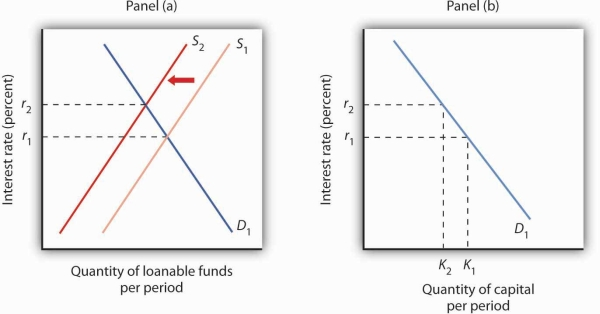 Panel (a)
Interest rate (percent)
S2
S1
r2
r1
D1
Quantity of loanable funds
per period
Panel (b)
Interest rate (percent)
r2
r1
D1
K2 K1
Quantity of capital
per period